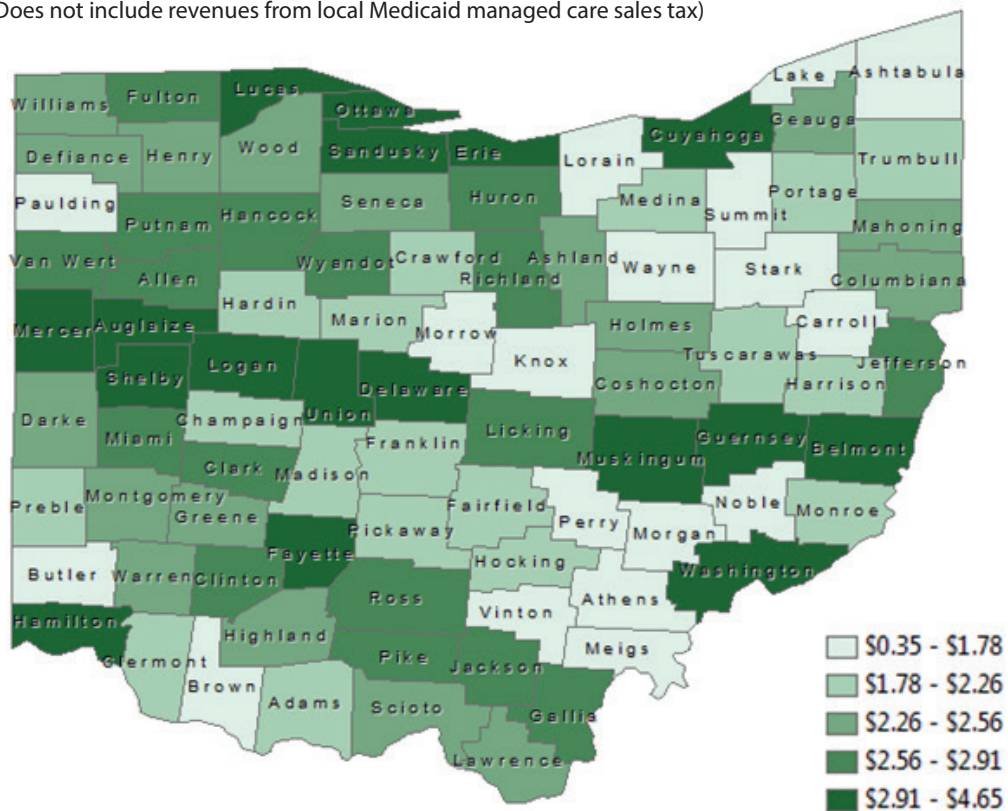 Does not include revenues from local Medicaid managed care sales tax)
Lake
Ashtabula
Williams
Fulton
Lucas
Ottawa
Geauga
Cuyahoga
Defiance
Henry
Wood
Sandusky
Erie
Lorain
Trumbull
Paulding
Seneca
Huron
Medina
Portage
Summit
Putnam
Hancock
Mahoning
Van Wert
Allen
Wyandot
Crawford
Richland
Ashland
Wayne
Stark
Columbiana
Mercer
Auglaize
Hardin
Marion
Morrow
Holmes
Carroll
Knox
Tuscarawas
Jefferson
Shelby
Logan
Delaware
Coshocton
Harrison
Darke
Miami
Champaign
Union
Licking
Franklin
Muskingum
Guernsey
Belmont
Clark
Madison
Preble
Montgomery
Greene
Fairfield
Pickaway
Perry
Noble
Monroe
Morgan
Fayette
Butler
Warren
Clinton
Hocking
Washington
Ross
Athens
Hamilton
Vinton
Highland
Meigs
Clermont
Pike
Jackson
Brown
Adams
Scioto
Gallia
Lawrence
$0.35 - $1.78
$1.78 - $2.26
$2.26 - $2.56
$2.56 - $2.91
$2.91 - $4.65